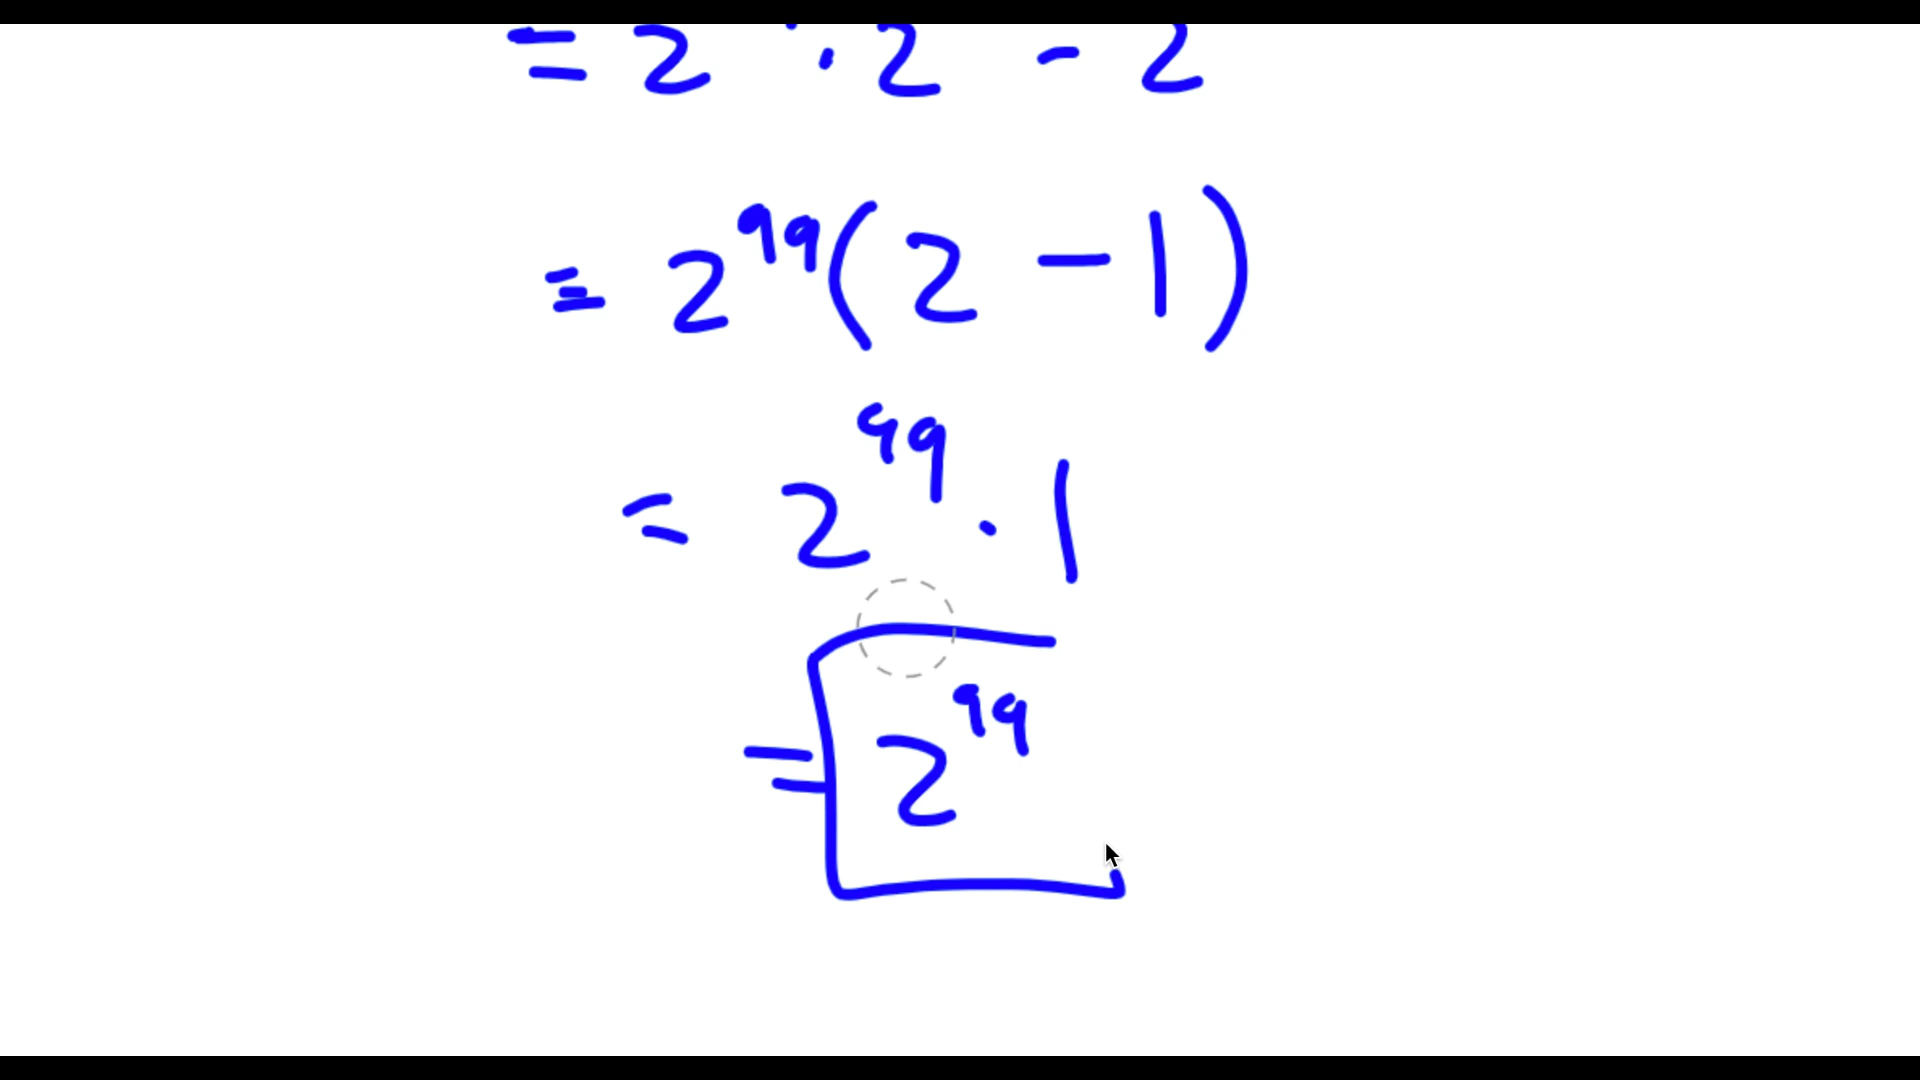 = 2 · 2 - 2
= 2⁹⁹(2 - 1)
= 2⁹⁹ · 1
= 2⁹⁹